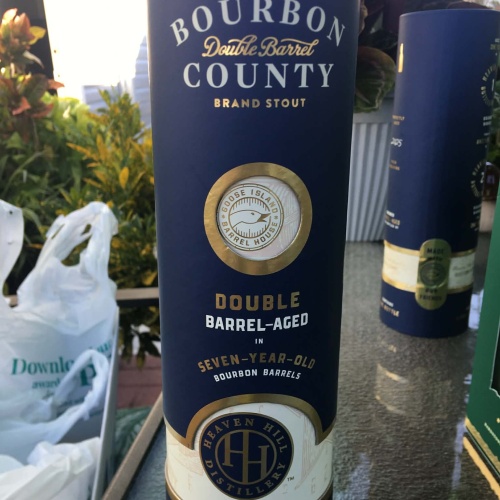 BOURBON
Double Barrel
COUNTY
BRAND STOUT
GOOSE ISLAND
BARREL HOUSE
DOUBLE
BARREL-AGED
IN
SEVEN-YEAR-OLD
BOURBON BARRELS
HEAVEN HILL
HH
DISTILLERY
TM
Downlo